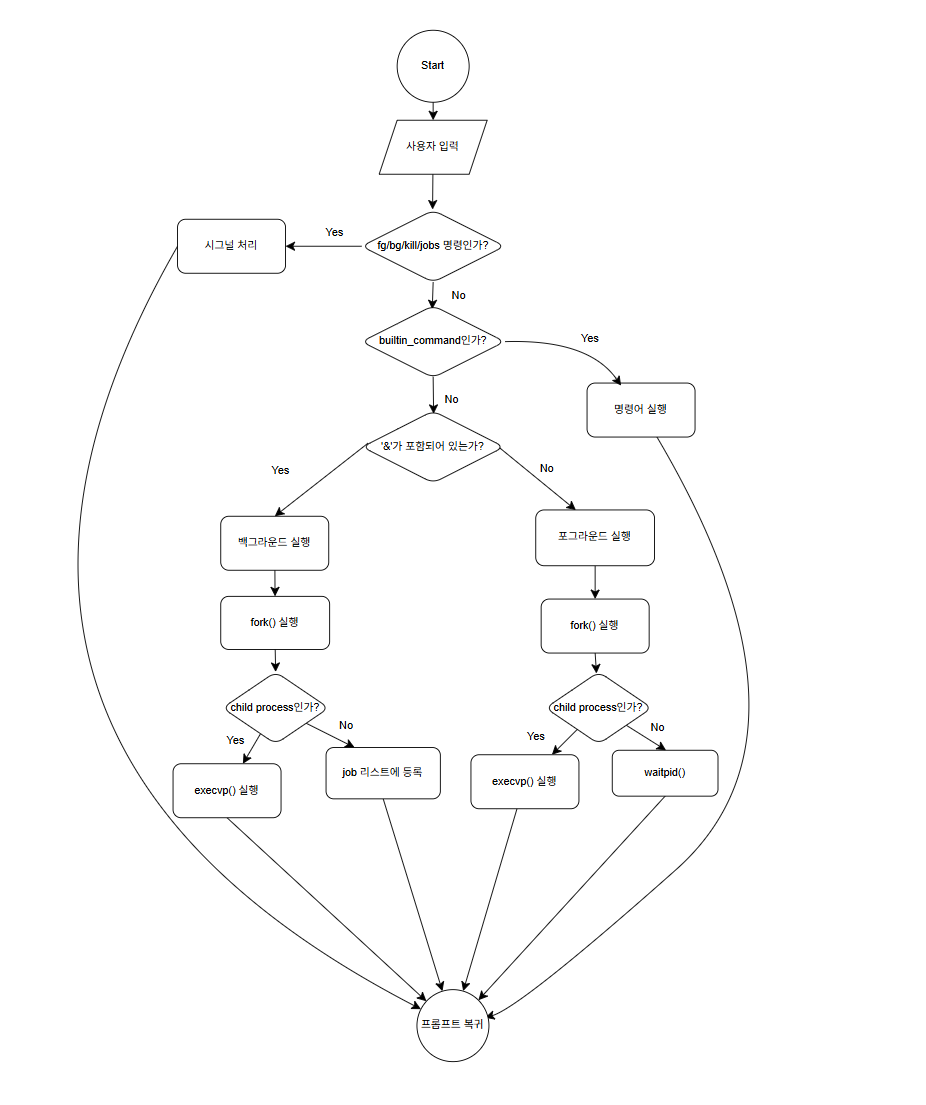 Start
사용자 입력
fg/bg/kill/jobs 명령인가?
Yes
시그널 처리
No
builtin_command인가?
Yes
명령어 실행
No
'&'가 포함되어 있는가?
Yes
No
백그라운드 실행
포그라운드 실행
fork() 실행
fork() 실행
child process인가?
child process인가?
Yes
No
Yes
No
execvp() 실행
job 리스트에 등록
execvp() 실행
waitpid()
프롬프트 복귀